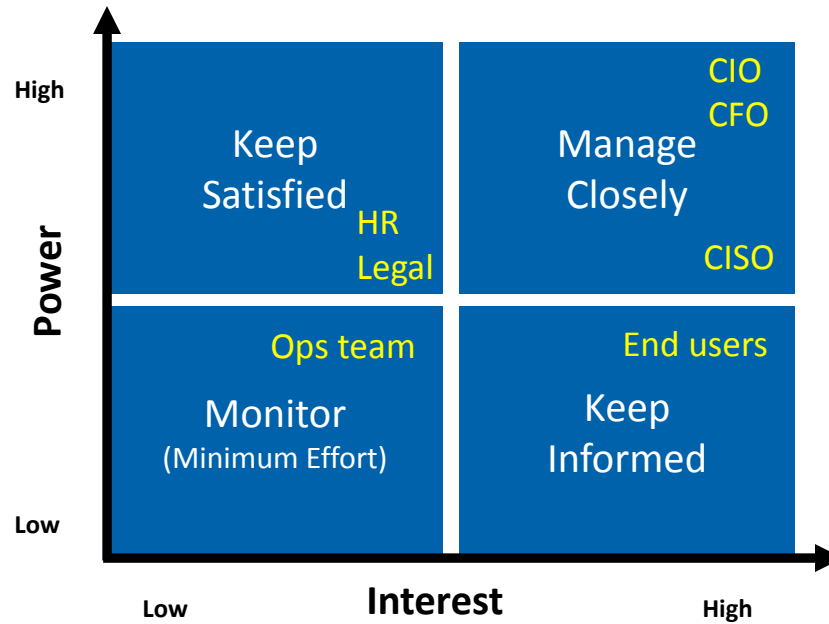 High
Power
Low
Keep
Satisfied
HR
Legal
Manage
Closely
CIO
CFO
CISO
Ops team
Monitor
(Minimum Effort)
End users
Keep
Informed
Low
Interest
High